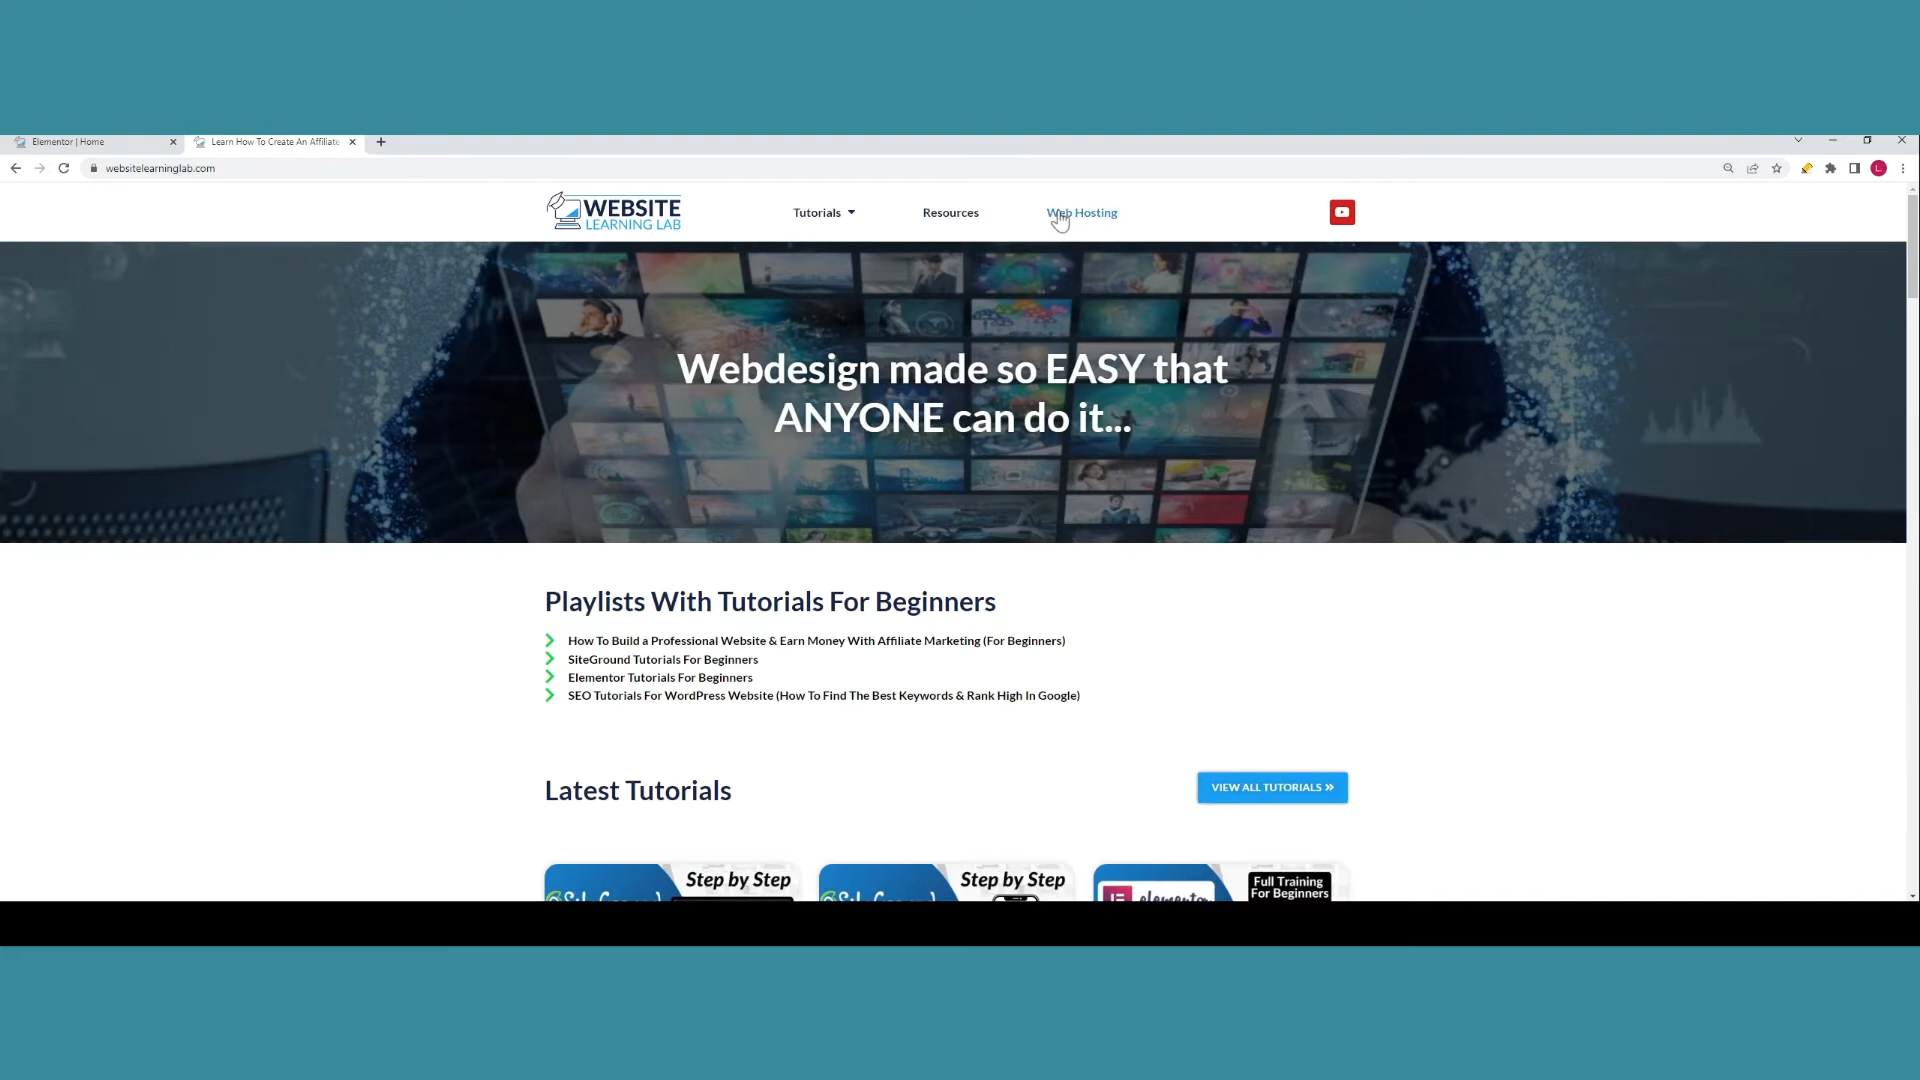 Elementor | Home
Learn How To Create An Affiliate
websitelearninglab.com
L
WEBSITE
LEARNING LAB
Tutorials
Resources
Web Hosting
Webdesign made so EASY that
ANYONE can do it...
Playlists With Tutorials For Beginners
How To Build a Professional Website & Earn Money With Affiliate Marketing (For Beginners)
SiteGround Tutorials For Beginners
Elementor Tutorials For Beginners
SEO Tutorials For WordPress Website (How To Find The Best Keywords & Rank High In Google)
Latest Tutorials
VIEW ALL TUTORIALS »
Step by Step
Step by Step
Full Training
For Beginners
elementor